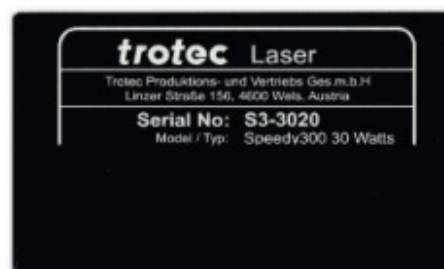 trotec Laser
Trotec Produktions- und Vertriebs Ges.m.b.H
Linzer Straße 156, 4600 Wels, Austria
Serial No: S3-3020
Model / Typ: Speedy300 30 Watts